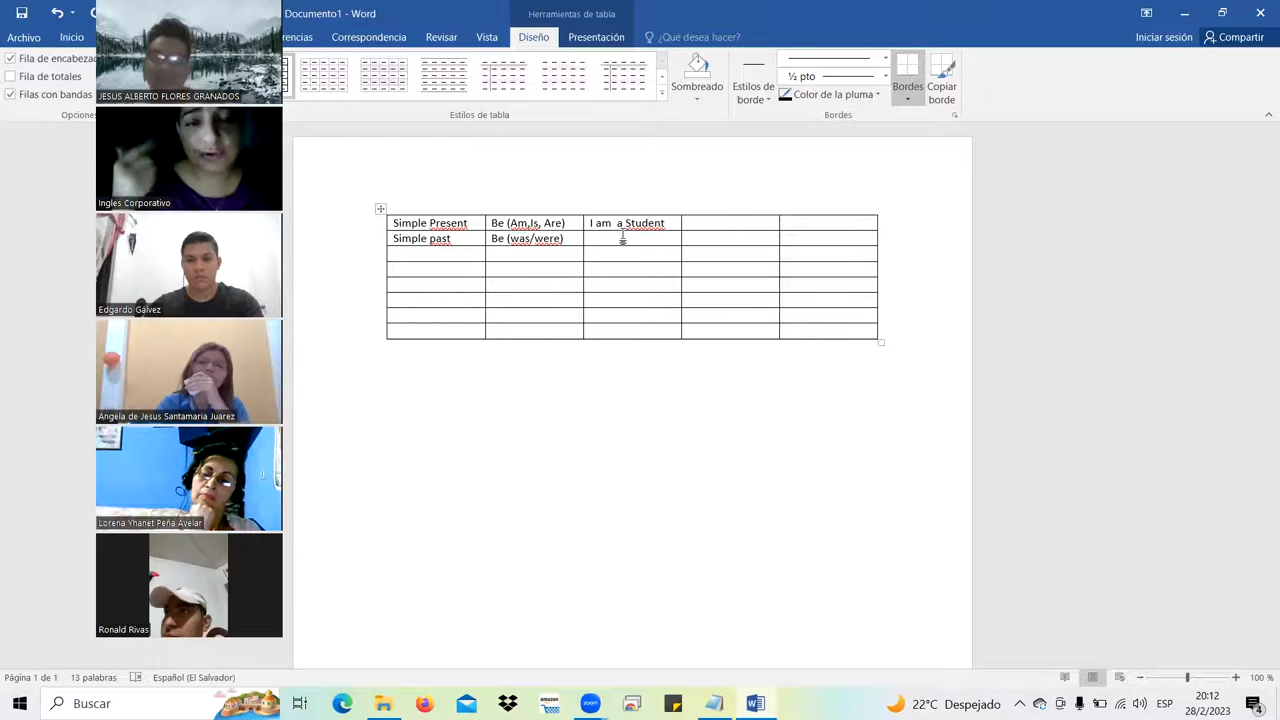 Documento1 - Word
Herramientas de tabla
Iniciar sesión
Compartir
Archivo
Inicio
erencias
Correspondencia
Revisar
Vista
Diseño
Presentación
¿Qué desea hacer?
Fila de encabeza
Fila de totales
Filas con bandas
Opcione
Estilos de tabla
Sombreado
Estilos de borde
½ pto
Color de la pluma
Bordes
Copiar borde
Bordes
JESUS ALBERTO FLORES GRANADOS
Ingles Corporativo
Edgardo Gálvez
Angela de Jesus Santamaria Juarez
Lorena Yhanet Peña Avelar
Ronald Rivas
Simple Present Be (Am,Is, Are) I am a Student
Simple past Be (was/were)
Página 1 de 1 13 palabras Español (El Salvador) 100 %
Buscar
amazon
zoom
22°C Despejado
ESP
20:12
28/2/2023
4